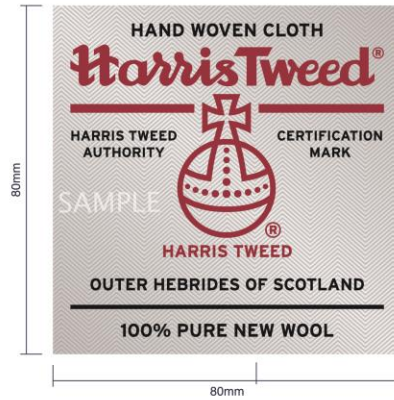 HAND WOVEN CLOTH
Harris Tweed®
HARRIS TWEED AUTHORITY
CERTIFICATION MARK
SAMPLE
®
HARRIS TWEED
OUTER HEBRIDES OF SCOTLAND
100% PURE NEW WOOL
80mm
80mm